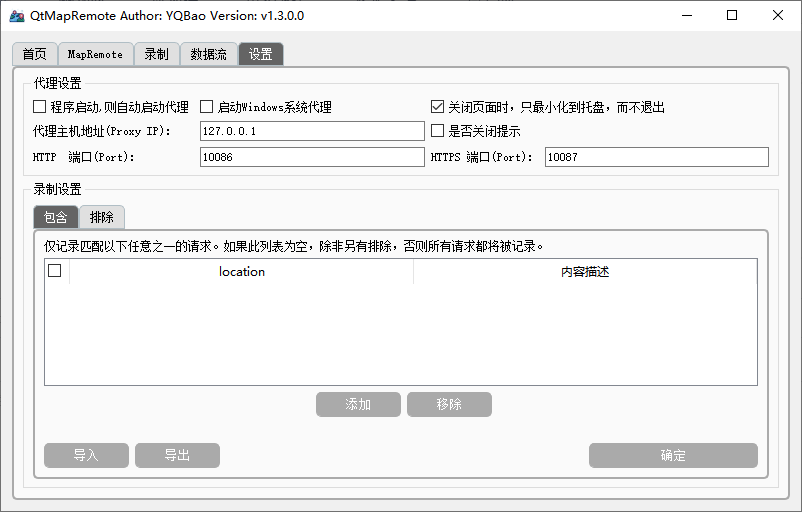 QtMapRemote Author: YQBao Version: v1.3.0.0
首页 MapRemote 录制 数据流 设置
代理设置
程序启动,则自动启动代理 启动Windows系统代理 关闭页面时，只最小化到托盘，而不退出
代理主机地址(Proxy IP): 127.0.0.1 是否关闭提示
HTTP 端口(Port): 10086 HTTPS 端口(Port): 10087
录制设置
包含 排除
仅记录匹配以下任意之一的请求。如果此列表为空，除非另有排除，否则所有请求都将被记录。
location 内容描述
添加 移除
导入 导出 确定